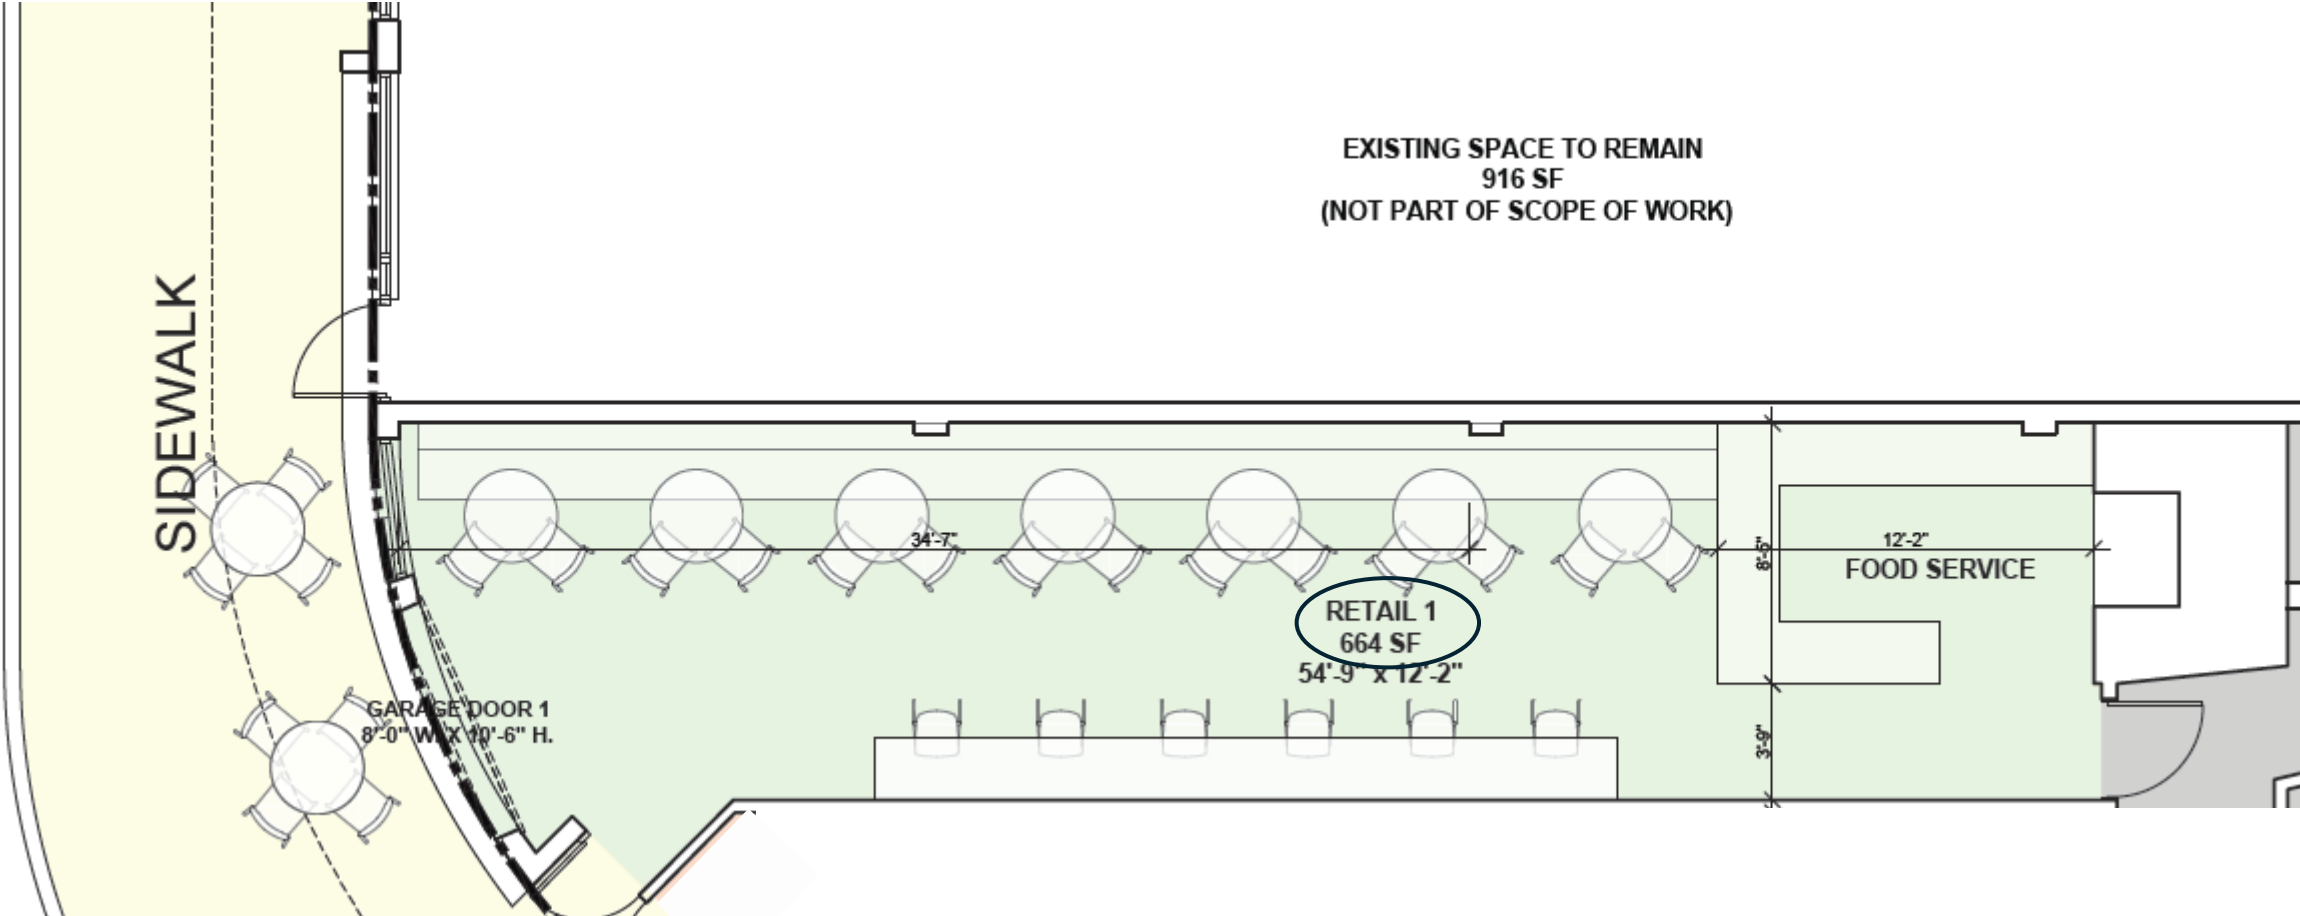 EXISTING SPACE TO REMAIN
916 SF
(NOT PART OF SCOPE OF WORK)
SIDEWALK
34'-7"
8'-5"
12'-2"
FOOD SERVICE
RETAIL 1
664 SF
54'-9" x 12'-2"
GARAGE DOOR 1
8'-0" W. X 10'-6" H.
3'-9"